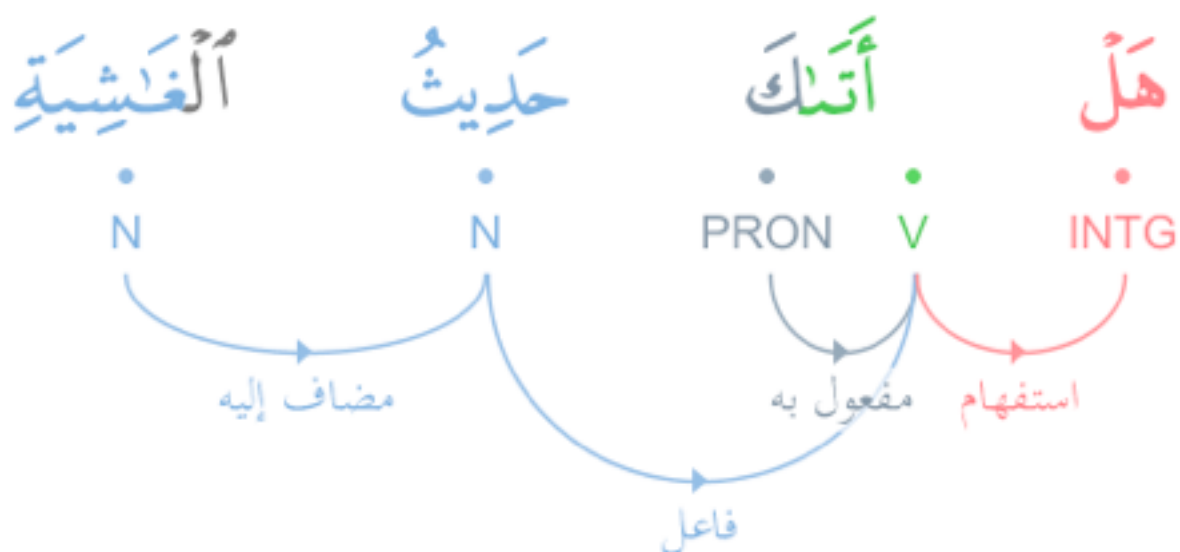 هَلْ أَتَىٰكَ حَدِيثُ ٱلْغَـٰشِيَةِ
INTG V PRON N N
استفهام مفعول به مضاف إليه
فاعل